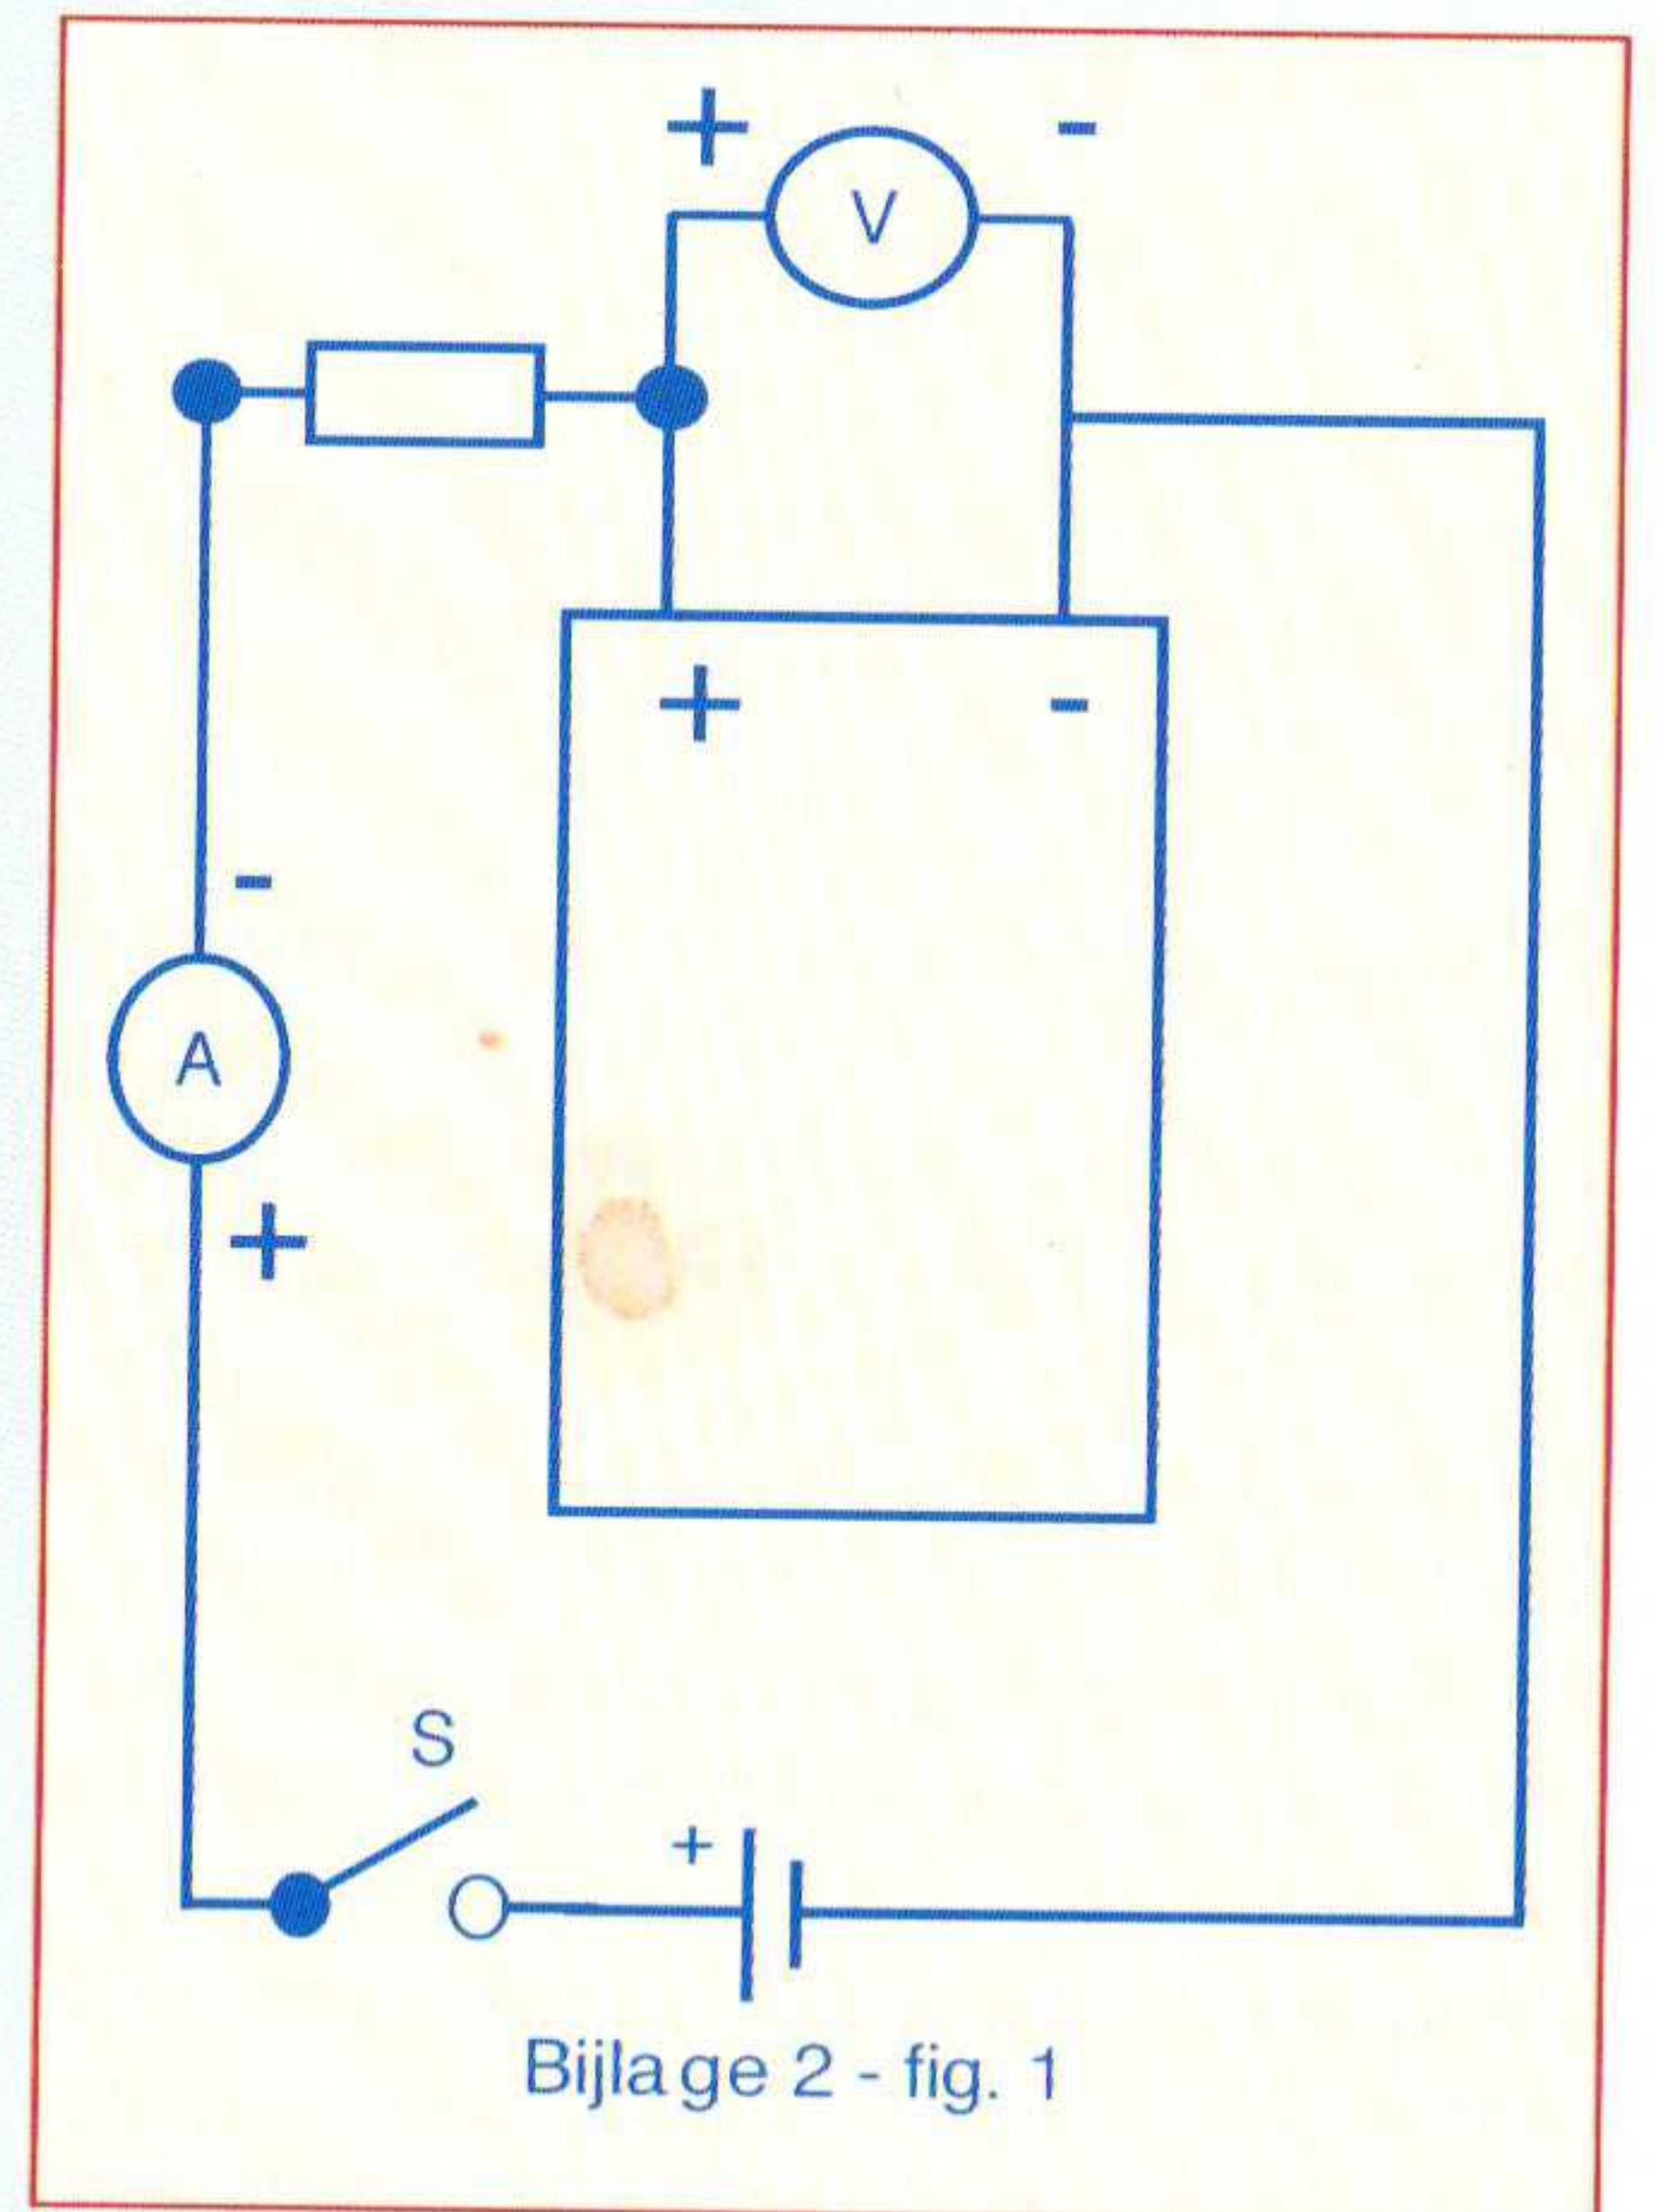 + -
V
+ -
-
A
+
S
+
Bijlage 2 - fig. 1